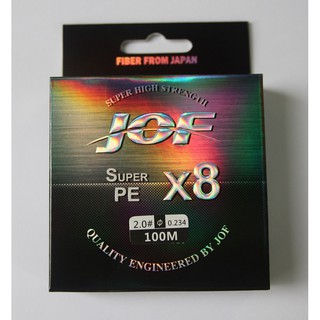 FIBER FROM JAPAN
SUPER HIGH STRENGTH
JOF
SUPER
PE X8
2.0# Φ 0.234
100M
QUALITY ENGINEERED BY JOF